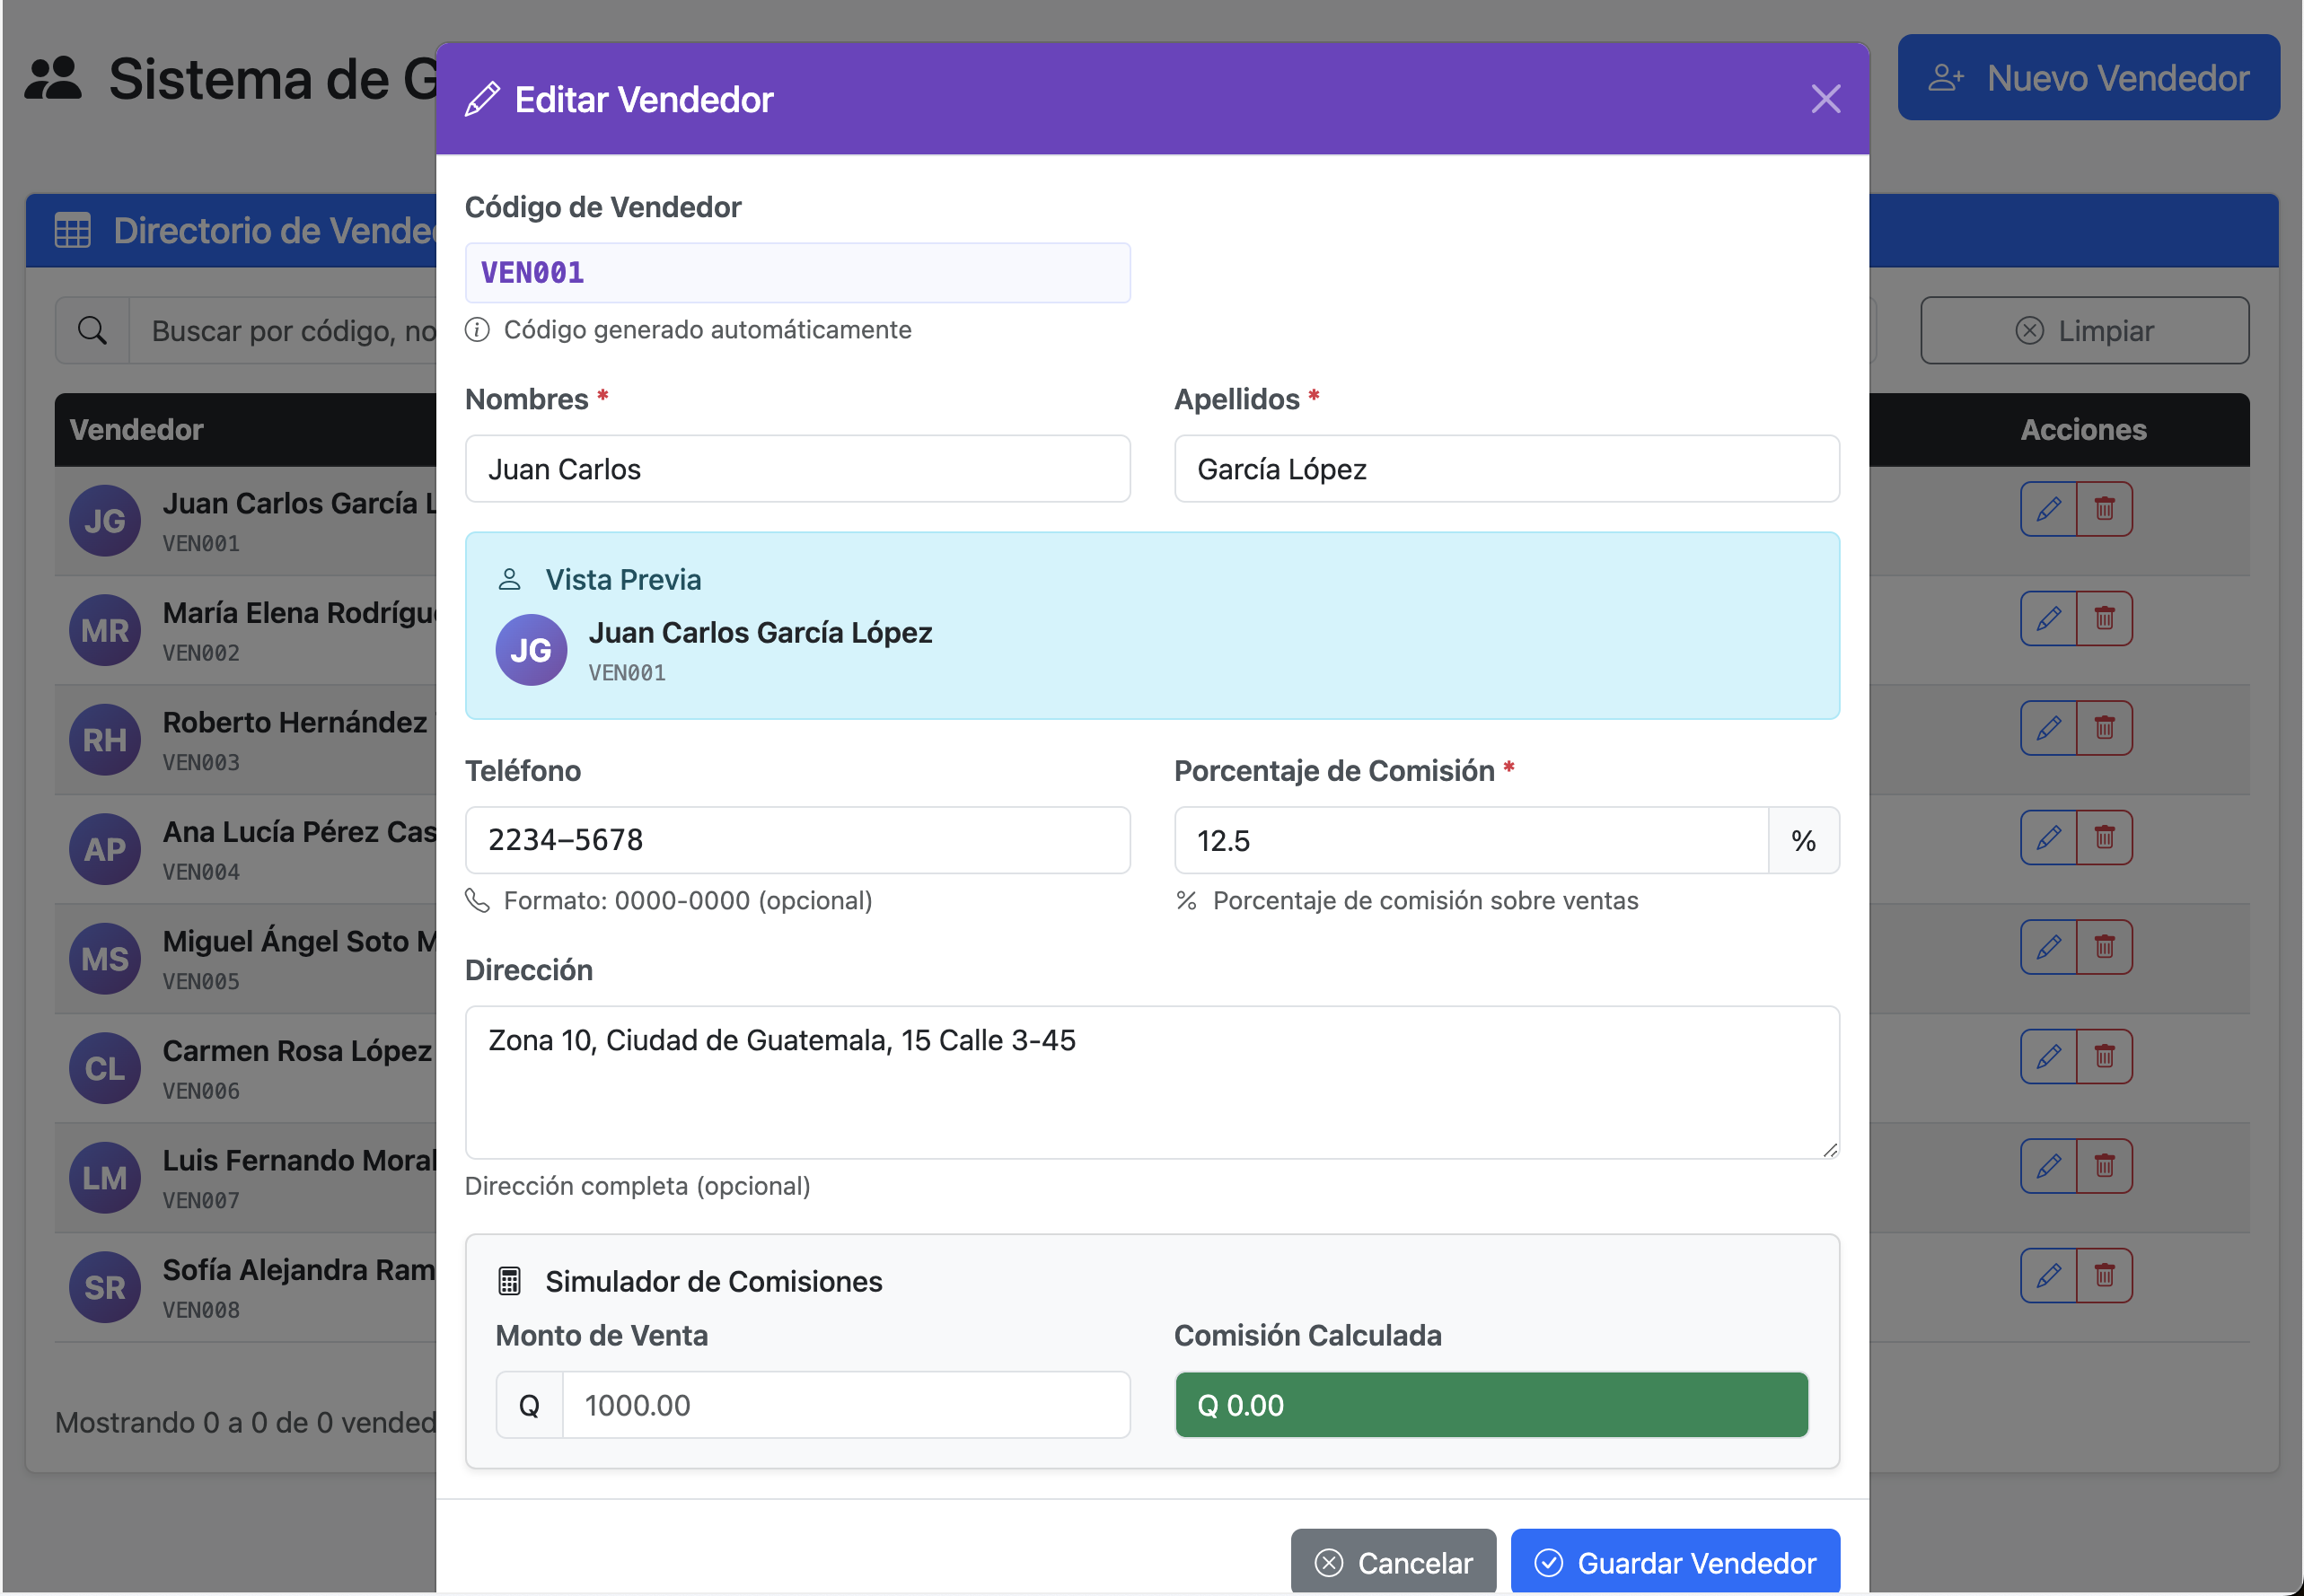 Sistema de G
Nuevo Vendedor
Editar Vendedor
Directorio de Vende
Buscar por código, no
Limpiar
Vendedor
Acciones
JG
Juan Carlos García L
VEN001
MR
María Elena Rodrígu
VEN002
RH
Roberto Hernández
VEN003
AP
Ana Lucía Pérez Cas
VEN004
MS
Miguel Ángel Soto M
VEN005
CL
Carmen Rosa López
VEN006
LM
Luis Fernando Moral
VEN007
SR
Sofía Alejandra Ram
VEN008
Mostrando 0 a 0 de 0 vended
Código de Vendedor
VEN001
Código generado automáticamente
Nombres *
Apellidos *
Juan Carlos
García López
Vista Previa
JG
Juan Carlos García López
VEN001
Teléfono
Porcentaje de Comisión *
2234-5678
12.5
%
Formato: 0000-0000 (opcional)
% Porcentaje de comisión sobre ventas
Dirección
Zona 10, Ciudad de Guatemala, 15 Calle 3-45
Dirección completa (opcional)
Simulador de Comisiones
Monto de Venta
Comisión Calculada
Q
1000.00
Q 0.00
Cancelar
Guardar Vendedor